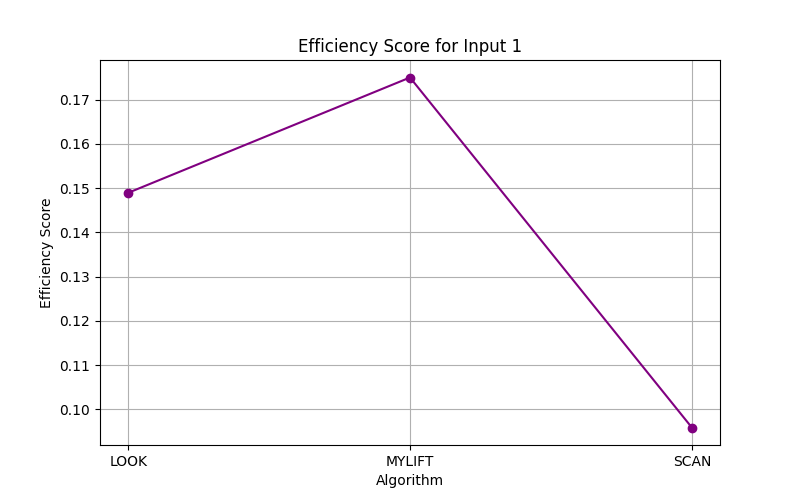 Efficiency Score for Input 1
Efficiency Score
0.17
0.16
0.15
0.14
0.13
0.12
0.11
0.10
LOOK MYLIFT SCAN
Algorithm